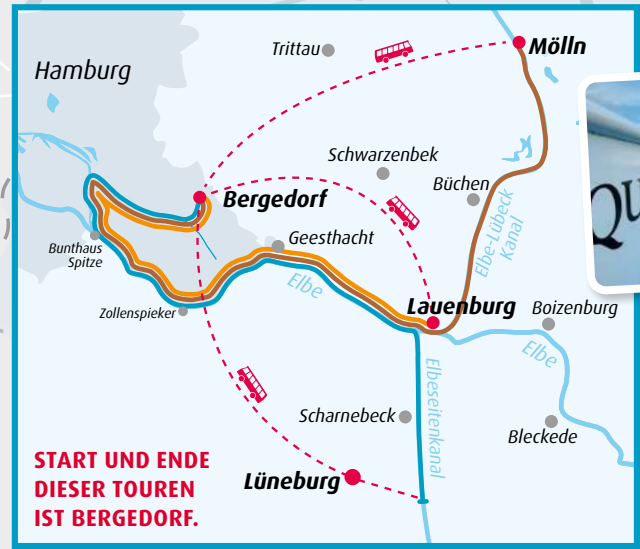 Trittau
Mölln
Hamburg
Schwarzenbek
Büchen
Bergedorf
Elbe-Lübeck
Kanal
Geesthacht
Bunthaus
Spitze
Elbe
Zollenspieker
Lauenburg
Boizenburg
Elbe
Elbeseitenkanal
Scharnebeck
Bleckede
START UND ENDE
DIESER TOUREN
IST BERGEDORF.
Lüneburg